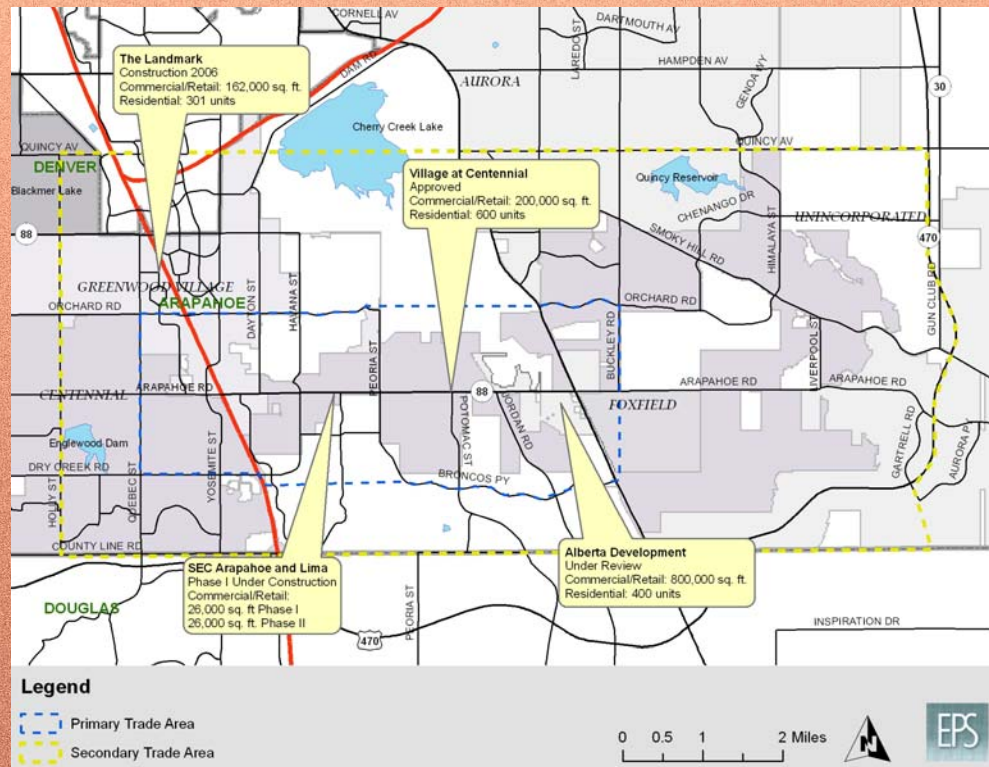 CORNELL AV
DARTMOUTH AV
LAREDO ST
HAMPDEN AV
DAM RD
GENOA WY
AURORA
30
The Landmark
Construction 2006
Commercial/Retail: 162,000 sq. ft.
Residential: 301 units
Cherry Creek Lake
QUINCY AV
QUINCY AV
DENVER
Blackmer Lake
Village at Centennial
Approved
Commercial/Retail: 200,000 sq. ft.
Residential: 600 units
Quincy Reservoir
CHENANGO DR
HIMALAYA ST
UNINCORPORATED
SMOKY HILL RD
88
470
GUN CLUB RD
GREENWOOD VILLAGE
ARAPAHOE
ORCHARD RD
DAYTON ST
HAVANA ST
ORCHARD RD
PEORIA ST
BUCKLEY RD
LIVERPOOL ST
CENTENNIAL
ARAPAHOE RD
88
ARAPAHOE RD
ARAPAHOE RD
FOXFIELD
POTOMAC ST
JORDAN RD
Englewood Dam
DRY CREEK RD
HOLLY ST
QUEBEC ST
YOSEMITE ST
BRONCOS PY
GARTRELL RD
AURORA PY
COUNTY LINE RD
SEC Arapahoe and Lima
Phase I Under Construction
Commercial/Retail:
26,000 sq. ft Phase I
26,000 sq. ft. Phase II
Alberta Development
Under Review
Commercial/Retail: 800,000 sq. ft.
Residential: 400 units
DOUGLAS
PEORIA ST
470
INSPIRATION DR
Legend
Primary Trade Area
Secondary Trade Area
0 0.5 1 2 Miles
N
EPS